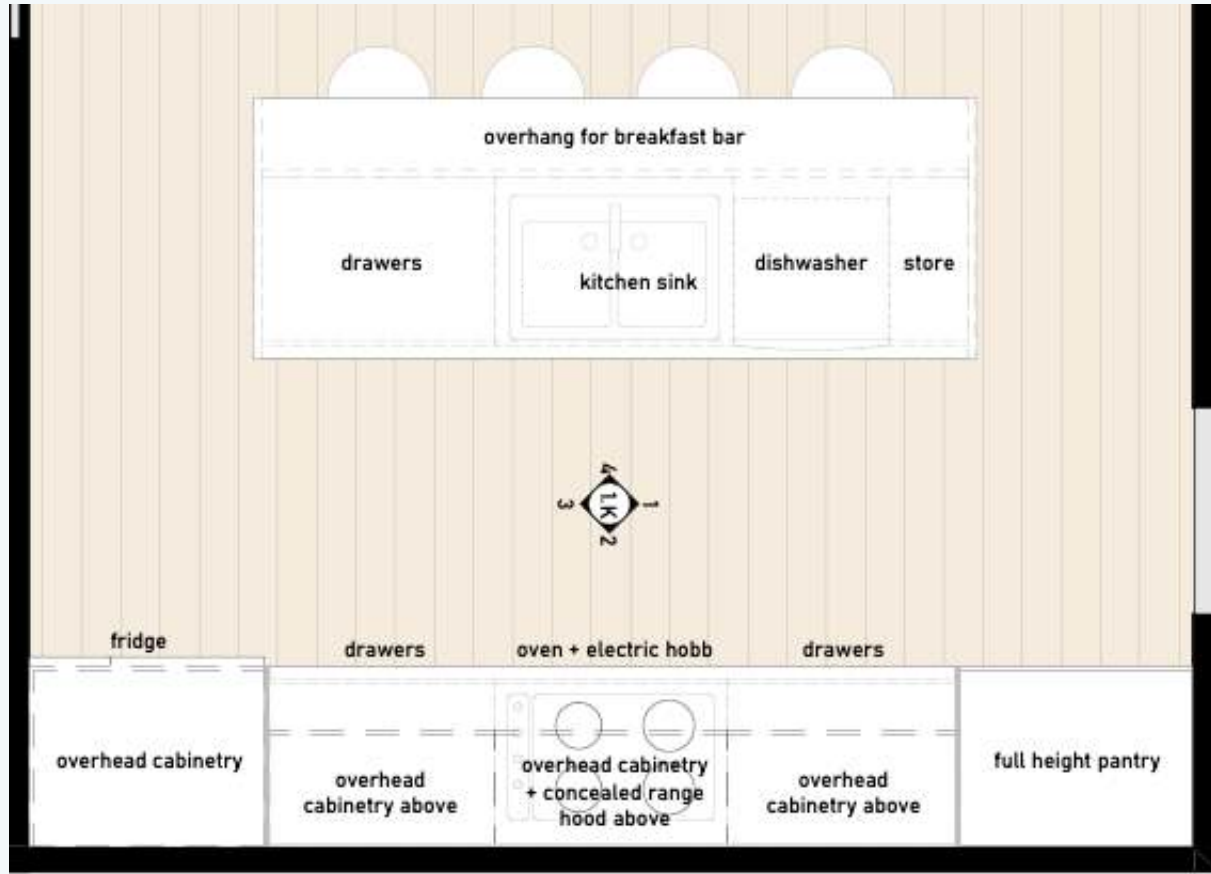 overhang for breakfast bar
drawers
kitchen sink
dishwasher
store
4
3
1.K
1
2
fridge
drawers
oven + electric hobb
drawers
overhead cabinetry
overhead
cabinetry above
overhead cabinetry
+ concealed range
hood above
overhead
cabinetry above
full height pantry